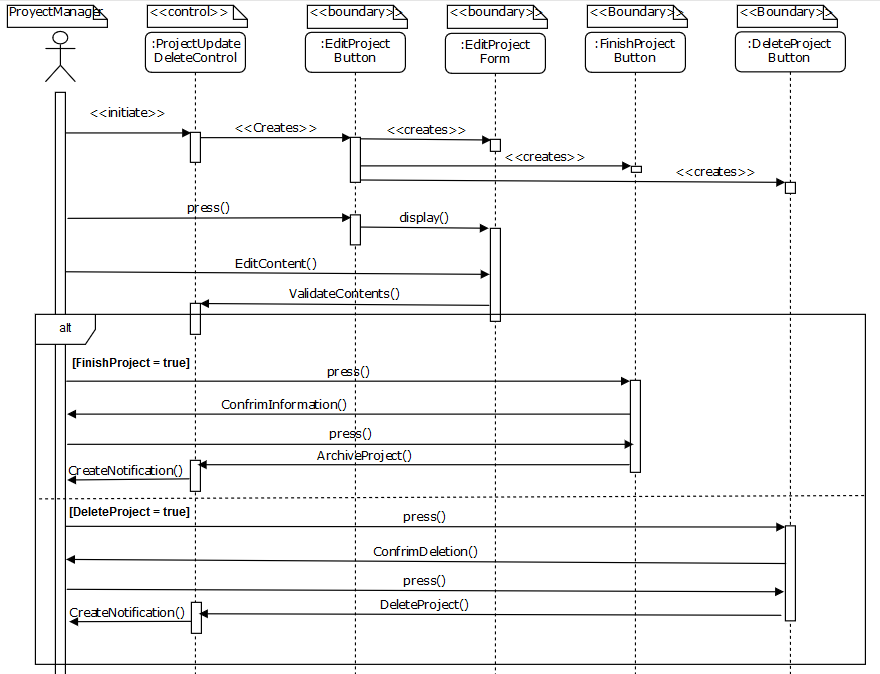 ProyectManager
<<control>>
<<boundary>>
<<boundary>>
<<Boundary>>
<<Boundary>>
:ProjectUpdate
DeleteControl
:EditProject
Button
:EditProject
Form
:FinishProject
Button
:DeleteProject
Button
<<initiate>>
<<Creates>>
<<creates>>
<<creates>>
<<creates>>
press()
display()
EditContent()
ValidateContents()
alt
[FinishProject = true]
press()
ConfrimInformation()
press()
ArchiveProject()
CreateNotification()
[DeleteProject = true]
press()
ConfrimDeletion()
press()
DeleteProject()
CreateNotification()